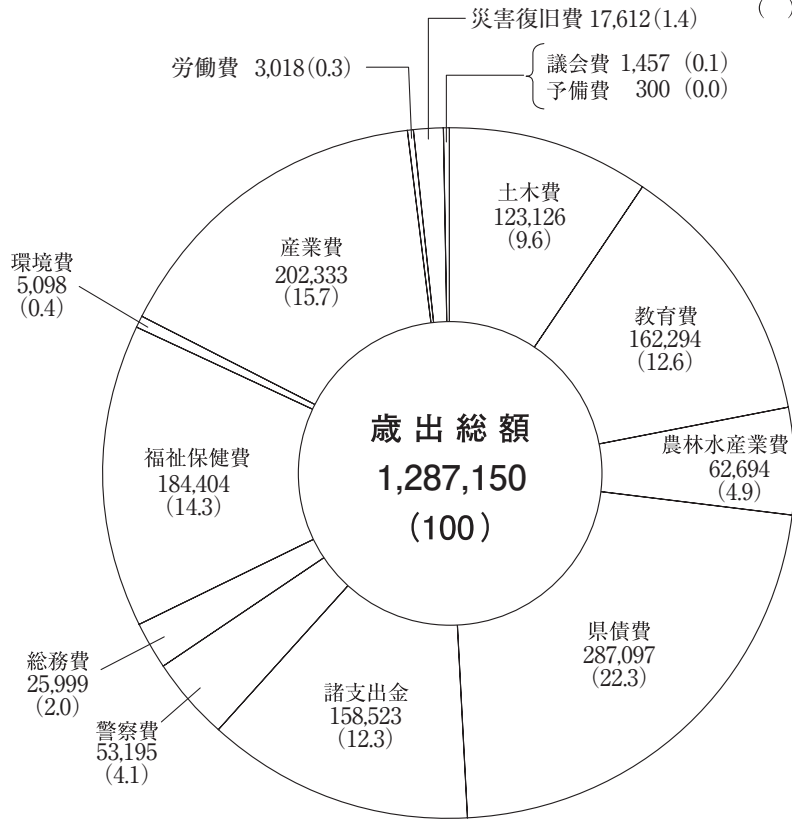 (　)
災害復旧費 17,612(1.4)
労働費 3,018(0.3)
議会費 1,457 (0.1)
予備費 300 (0.0)
土木費
123,126
(9.6)
産業費
202,333
(15.7)
環境費
5,098
(0.4)
教育費
162,294
(12.6)
歳出総額
1,287,150
(100)
農林水産業費
62,694
(4.9)
福祉保健費
184,404
(14.3)
県債費
287,097
(22.3)
総務費
25,999
(2.0)
諸支出金
158,523
(12.3)
警察費
53,195
(4.1)